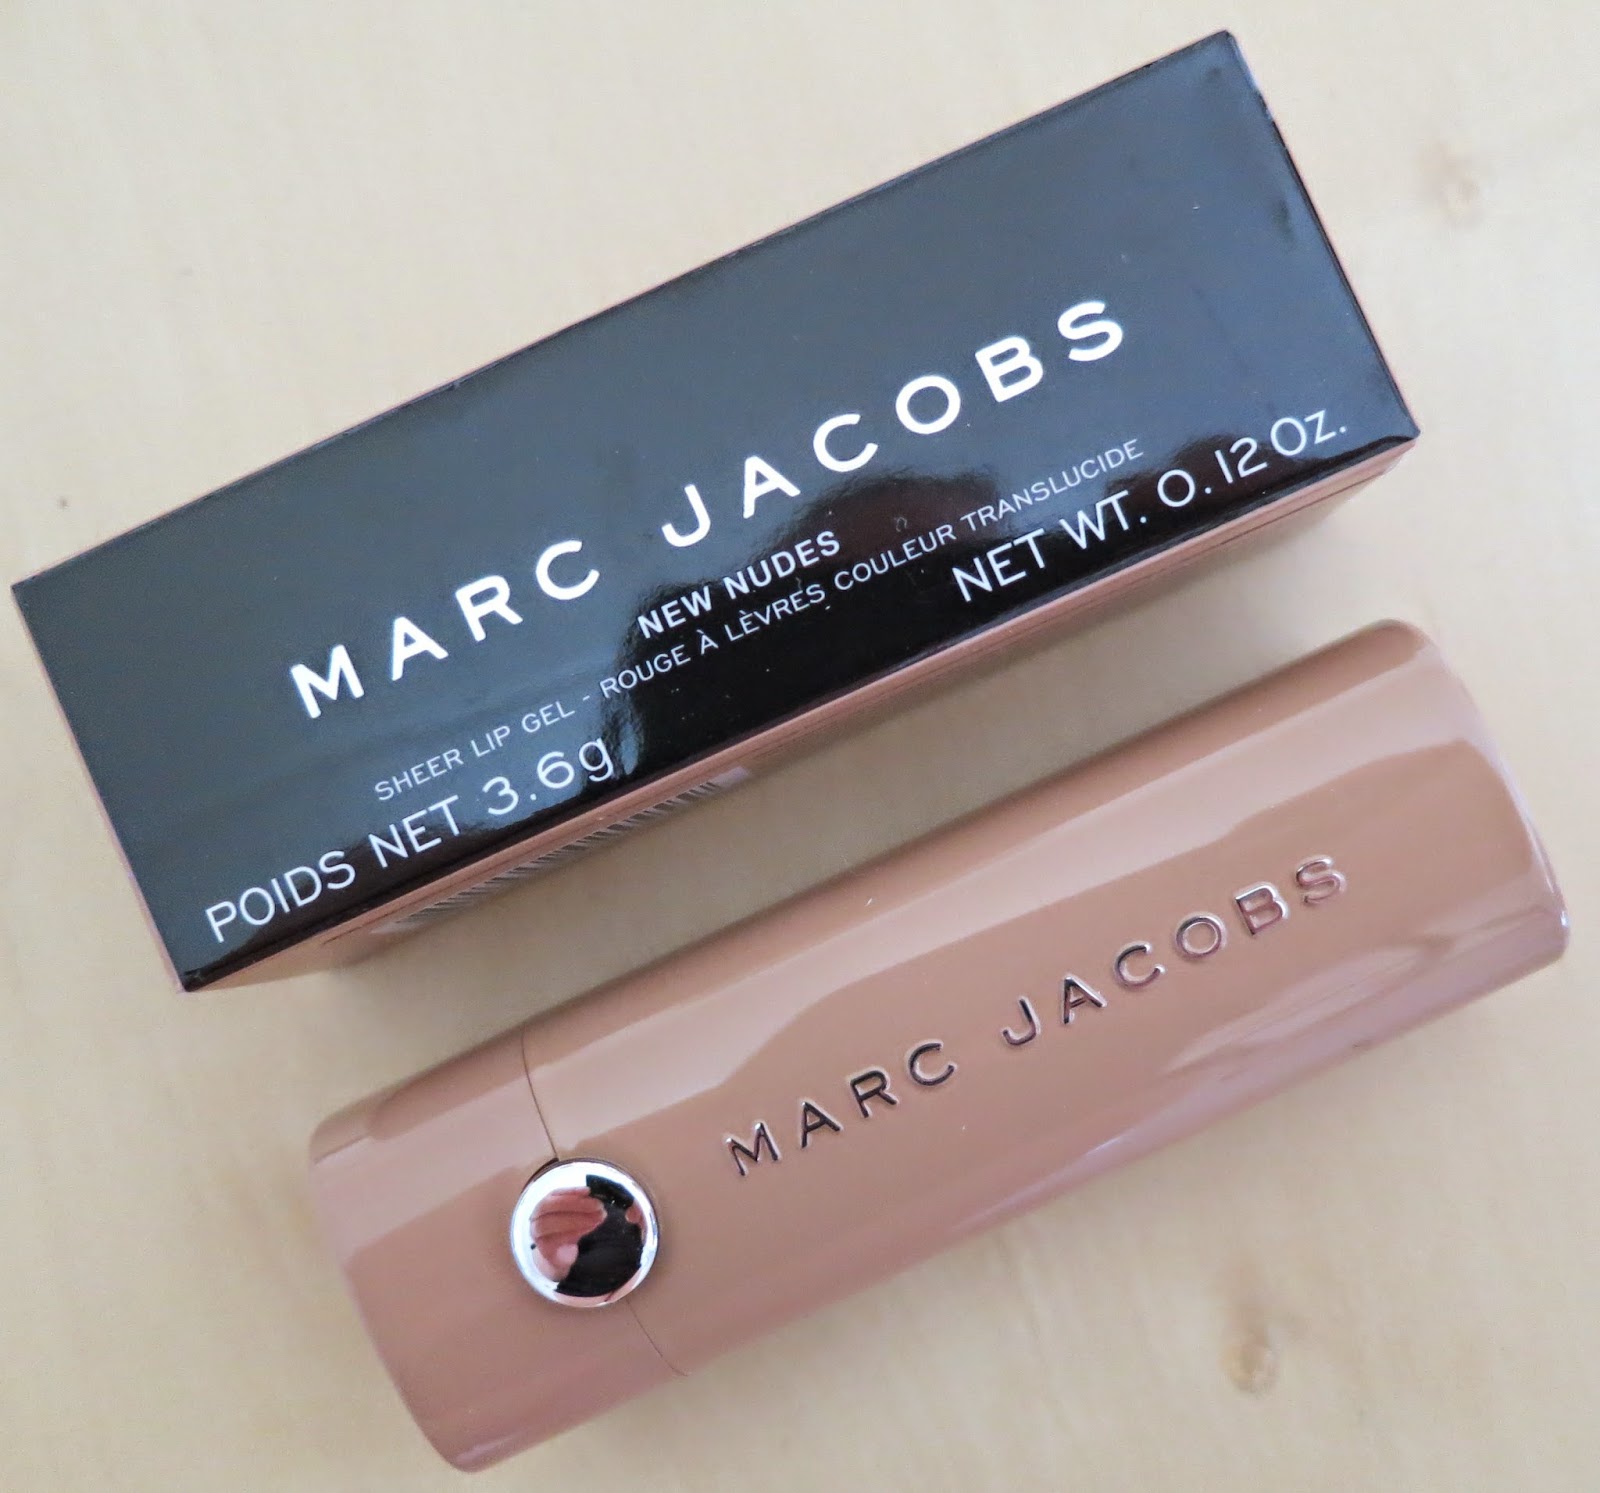 MARC JACOBS
NEW NUDES
SHEER LIP GEL - ROUGE À LÈVRES COULEUR TRANSLUCIDE
POIDS NET 3.6g NET WT. 0.12 Oz.
MARC JACOBS